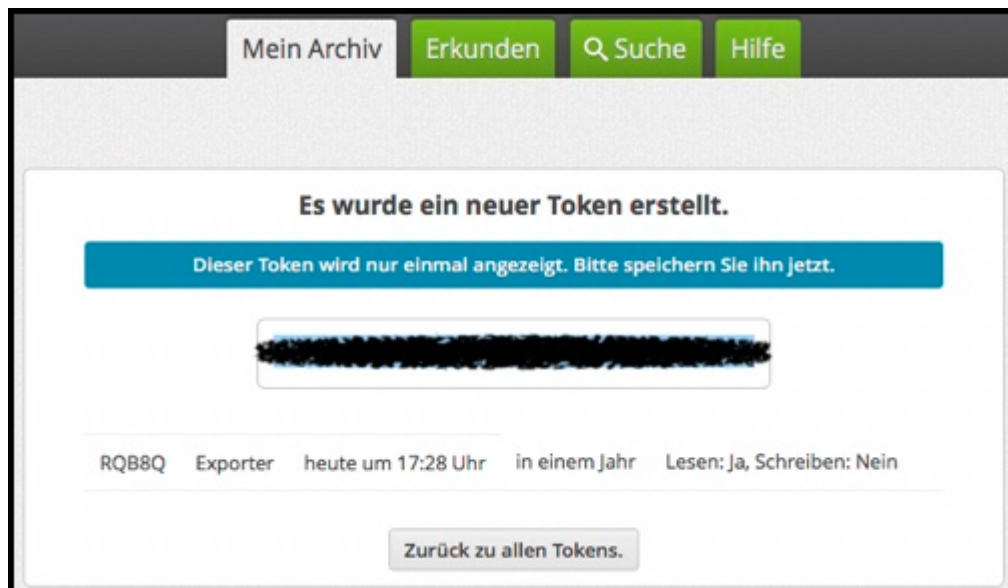 Mein Archiv Erkunden Suche Hilfe
Es wurde ein neuer Token erstellt.
Dieser Token wird nur einmal angezeigt. Bitte speichern Sie ihn jetzt.
RQB8Q Exporter heute um 17:28 Uhr in einem Jahr Lesen: Ja, Schreiben: Nein
Zurück zu allen Tokens.